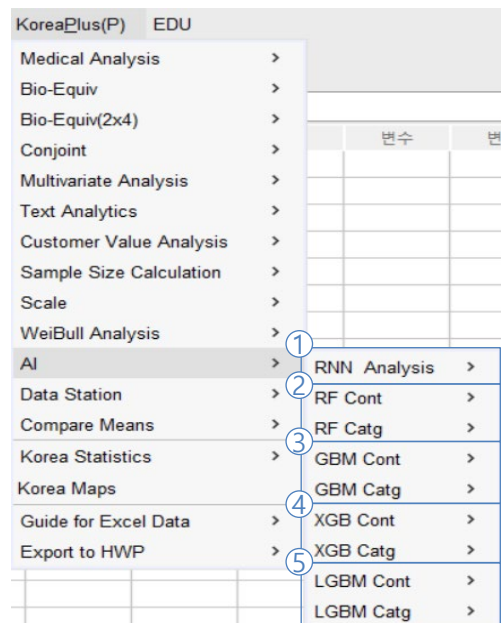 KoreaPlus(P) EDU
Medical Analysis
Bio-Equiv
Bio-Equiv(2x4)
변수 변
Conjoint
Multivariate Analysis
Text Analytics
Customer Value Analysis
Sample Size Calculation
Scale
WeiBull Analysis
AI
Data Station
Compare Means
Korea Statistics
Korea Maps
Guide for Excel Data
Export to HWP
① RNN Analysis
② RF Cont
RF Catg
③ GBM Cont
GBM Catg
④ XGB Cont
XGB Catg
⑤ LGBM Cont
LGBM Catg